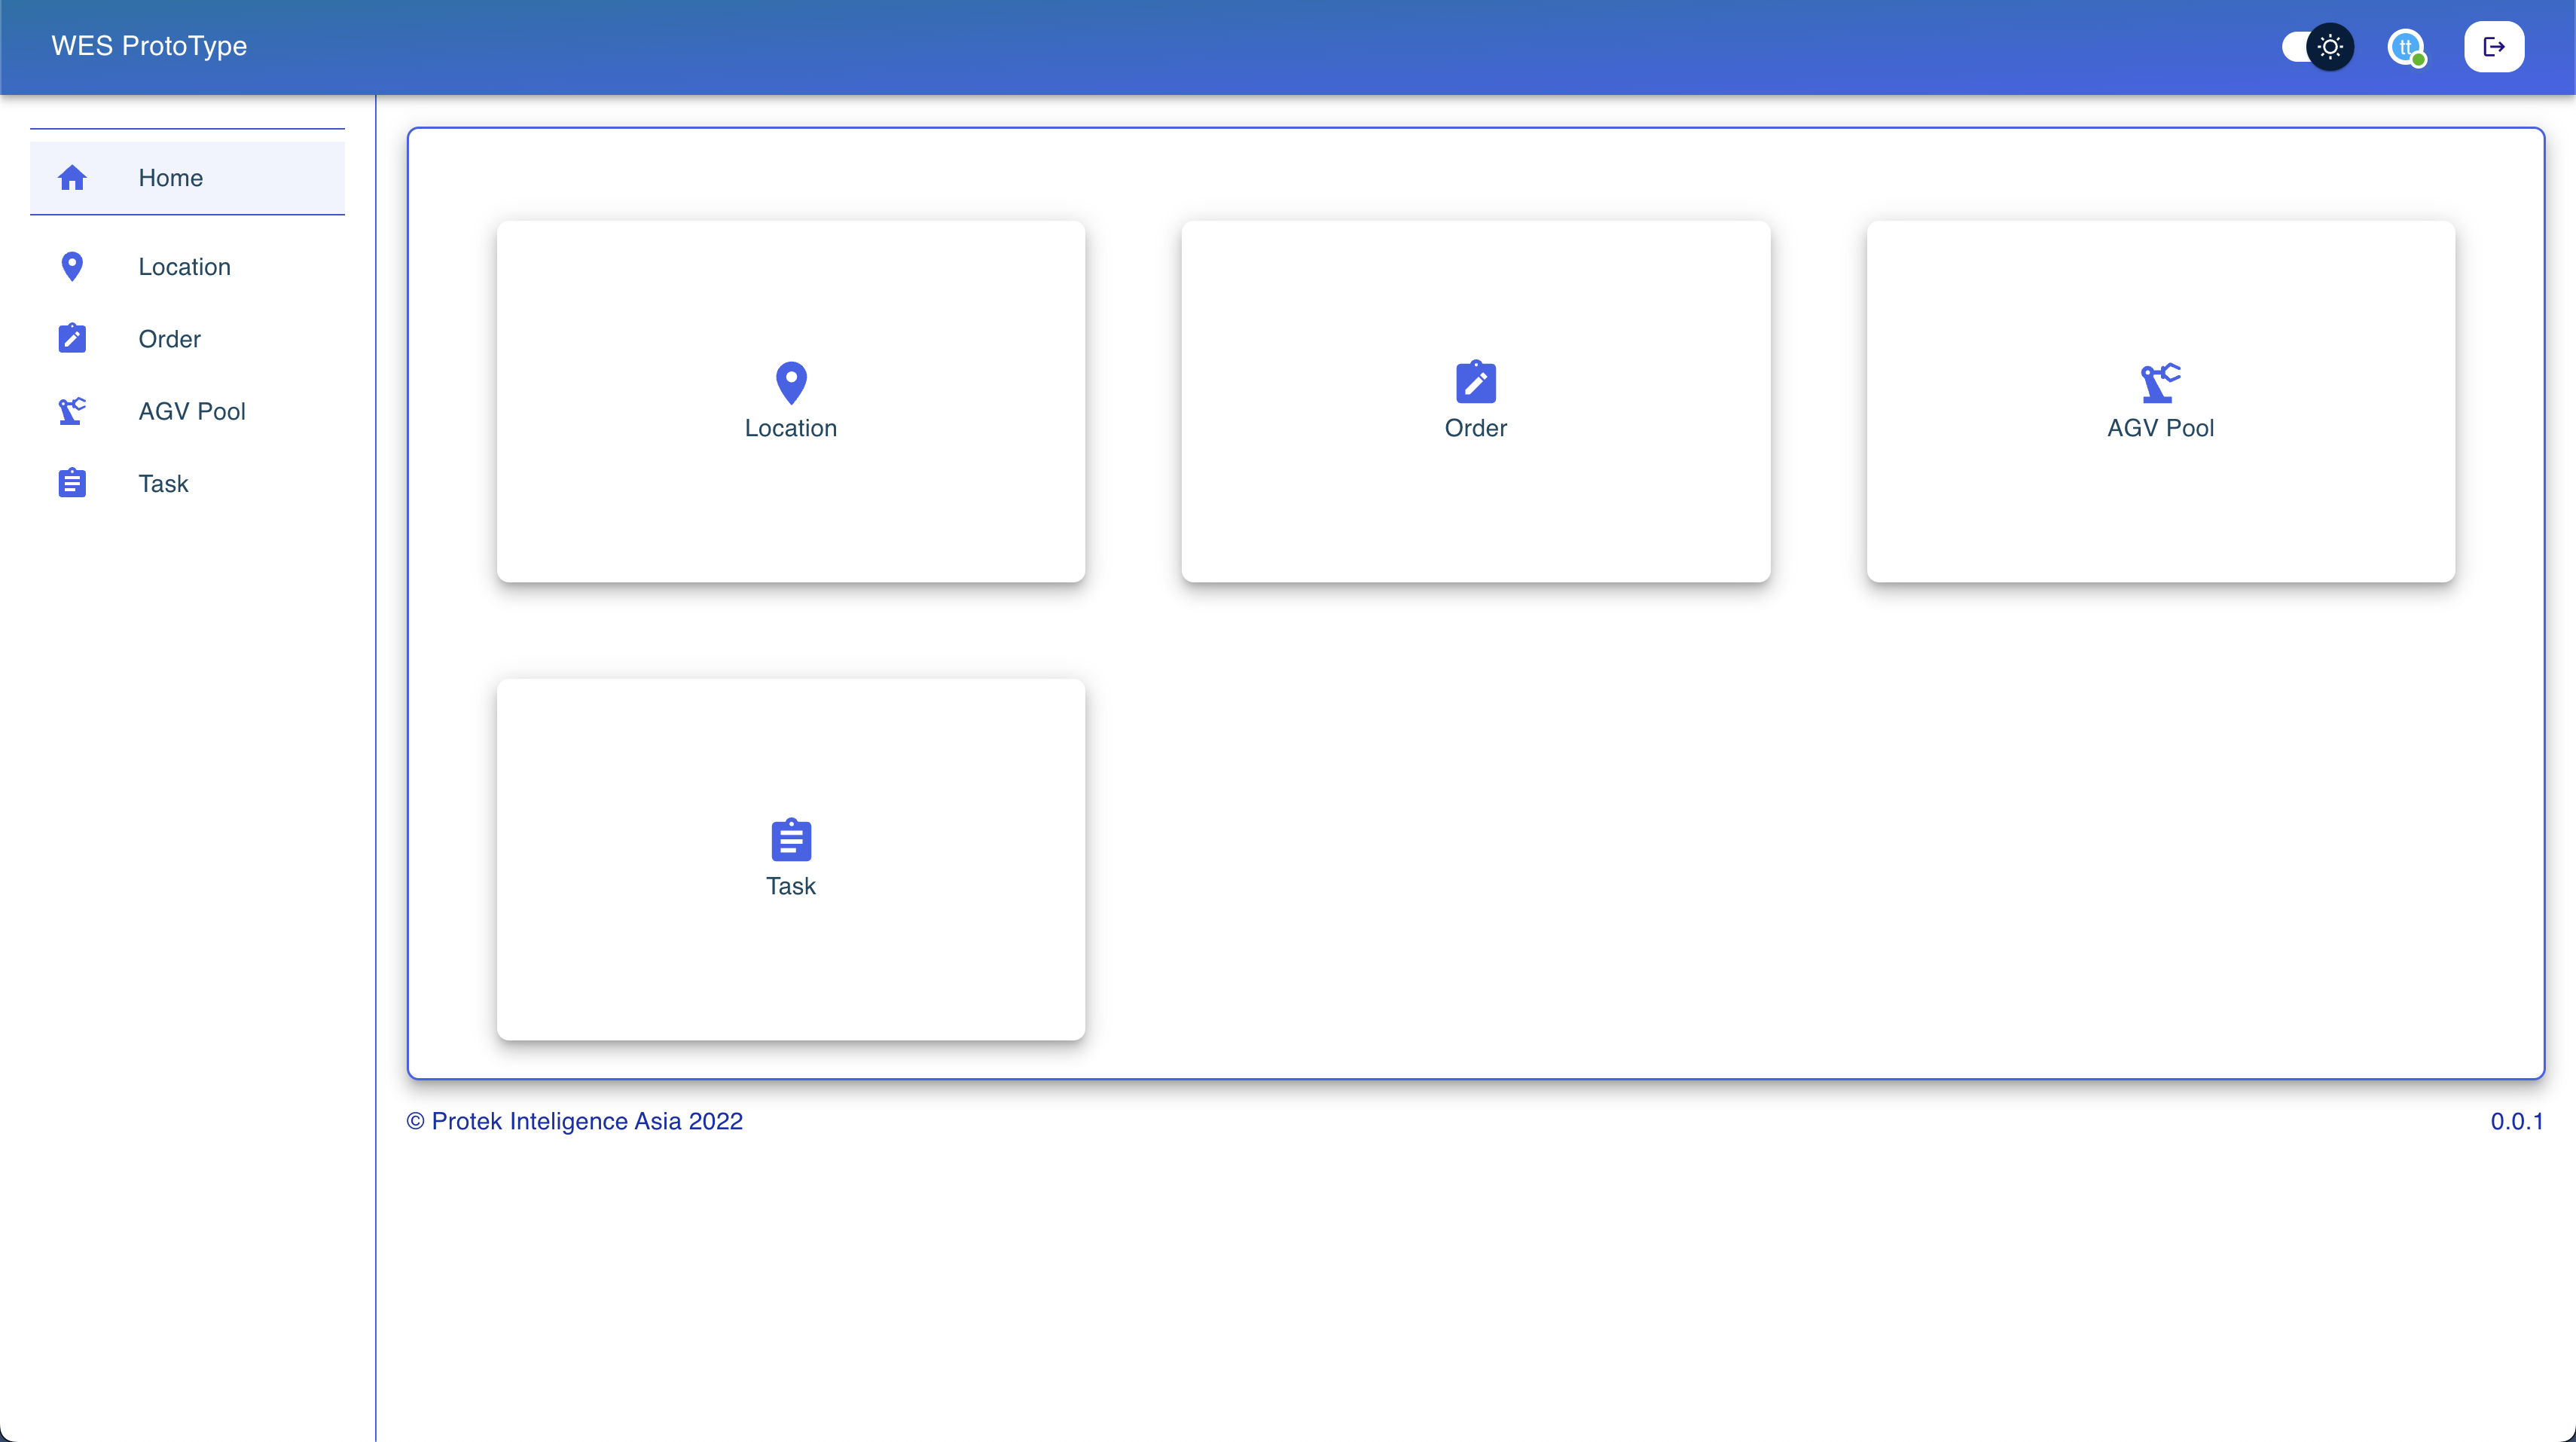 WES ProtoType
tt
Home
Location
Order
AGV Pool
Task
Location
Order
AGV Pool
Task
© Protek Inteligence Asia 2022
0.0.1